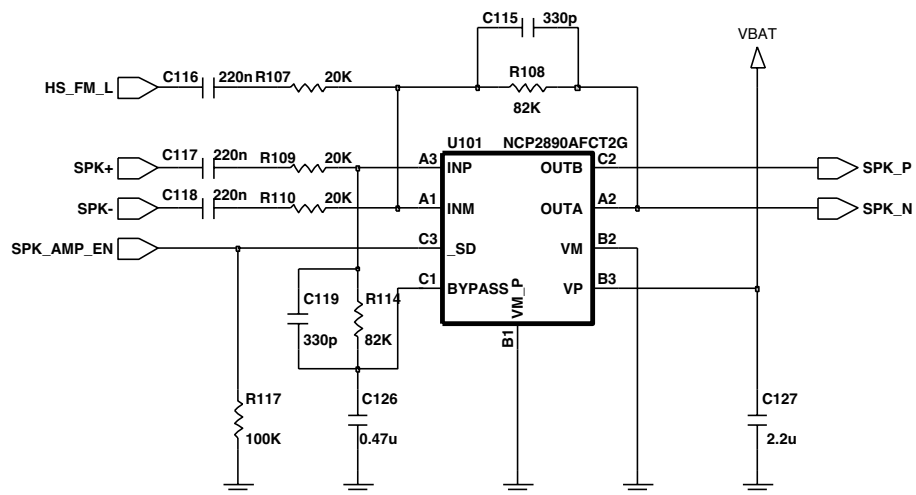 C115 330p
VBAT
R108
HS_FM_L C116 220n R107 20K
82K
U101 NCP2890AFCT2G
SPK+ C117 220n R109 20K A3 INP OUTB C2 SPK_P
SPK- C118 220n R110 20K A1 INM OUTA A2 SPK_N
SPK_AMP_EN C3 _SD VM B2
C1 BYPASS VM_P VP B3
C119 R114
330p 82K
B1
R117 C126 C127
100K 0.47u 2.2u